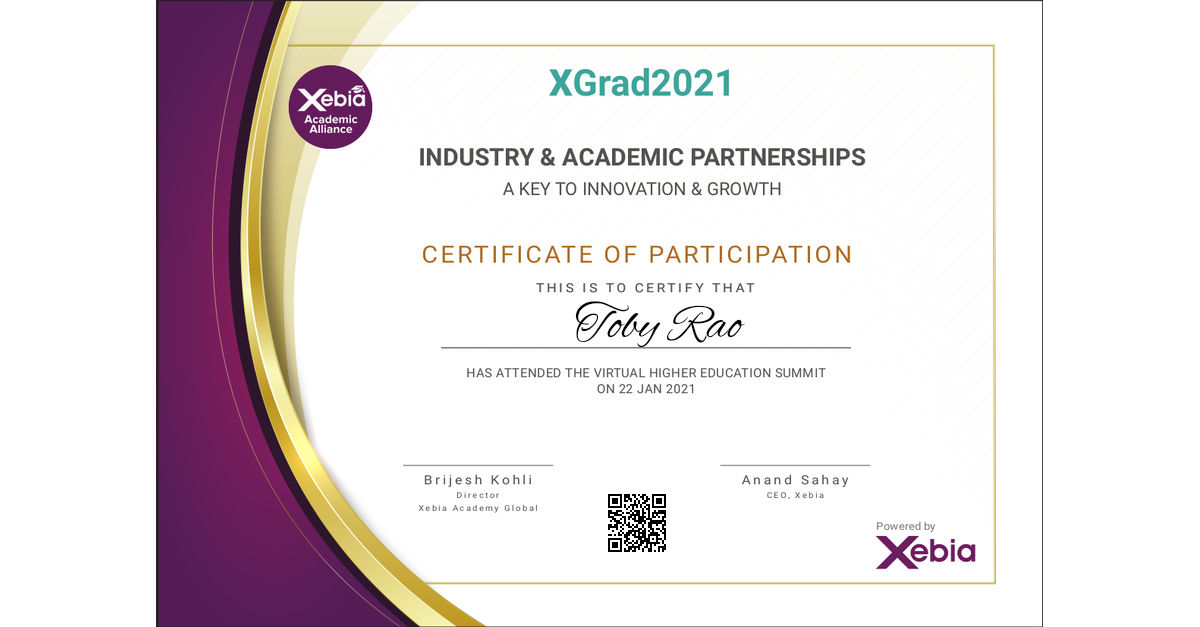 XGrad2021
Xebia
Academic
Alliance
INDUSTRY & ACADEMIC PARTNERSHIPS
A KEY TO INNOVATION & GROWTH
CERTIFICATE OF PARTICIPATION
THIS IS TO CERTIFY THAT
Toby Rao
HAS ATTENDED THE VIRTUAL HIGHER EDUCATION SUMMIT
ON 22 JAN 2021
Brijesh Kohli
Director
Xebia Academy Global
Anand Sahay
CEO, Xebia
Powered by
Xebia